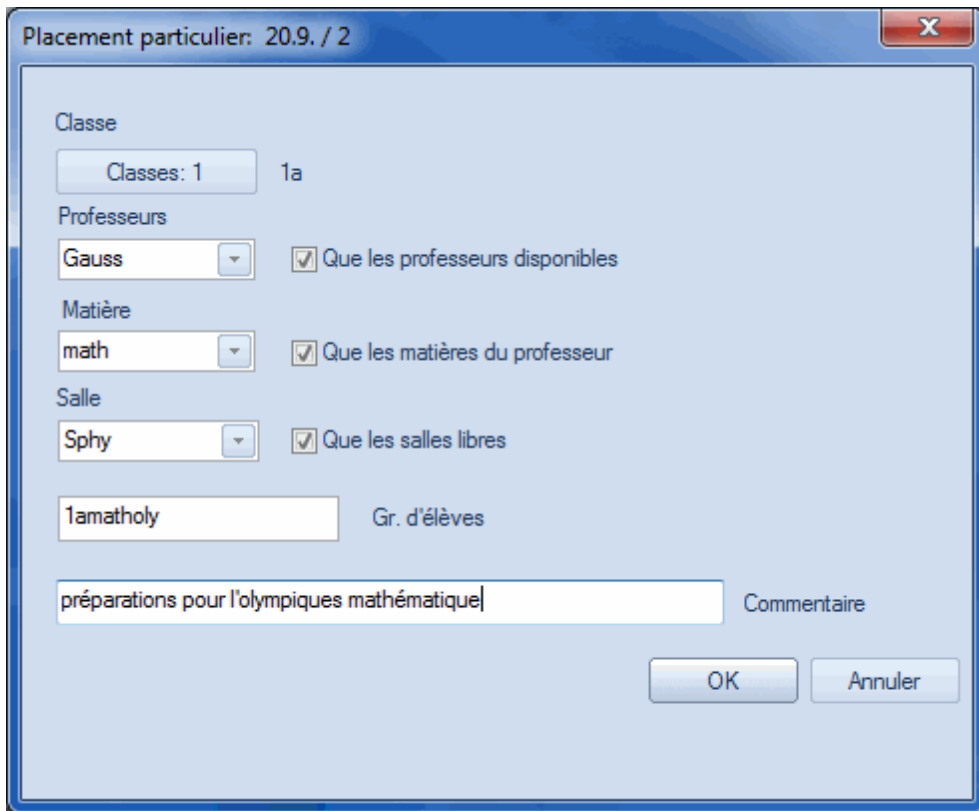 Placement particulier: 20.9. / 2
Classe
Classes: 1 1a
Professeurs
Gauss Que les professeurs disponibles
Matière
math Que les matières du professeur
Salle
Sphy Que les salles libres
1amatholy Gr. d'élèves
préparations pour l'olympiques mathématique Commentaire
OK Annuler